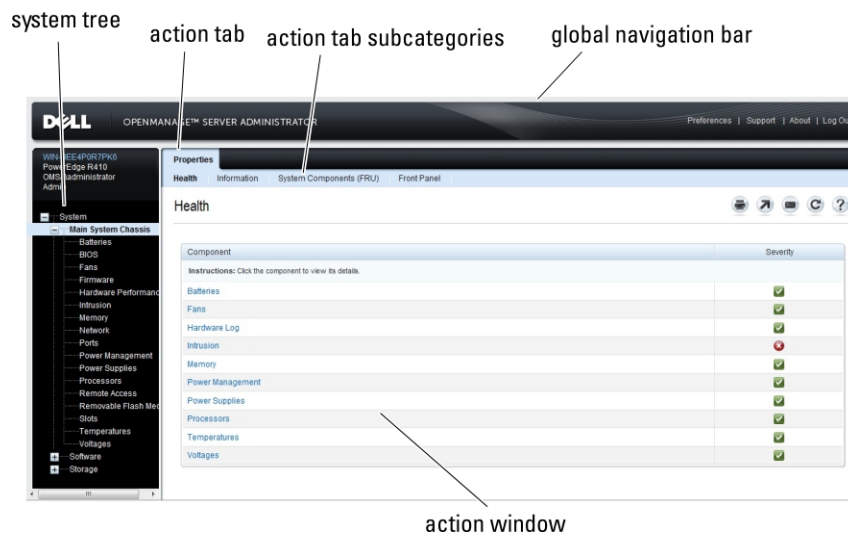 system tree
action tab
action tab subcategories
global navigation bar
DELL
OPENMANAGE™ SERVER ADMINISTRATOR
Preferences | Support | About | Log Ou
PowerEdge R410
Properties
Health Information System Components (FRU) Front Panel
Health
System
Main System Chassis
Batteries
BIOS
Fans
Firmware
Hardware Performanc
Intrusion
Memory
Network
Ports
Power Management
Power Supplies
Processors
Remote Access
Removable Flash Med
Slots
Temperatures
Voltages
Software
Storage
Component Severity
Instructions: Click the component to view its details.
Batteries
Fans
Hardware Log
Intrusion
Memory
Power Management
Power Supplies
Processors
Temperatures
Voltages
action window